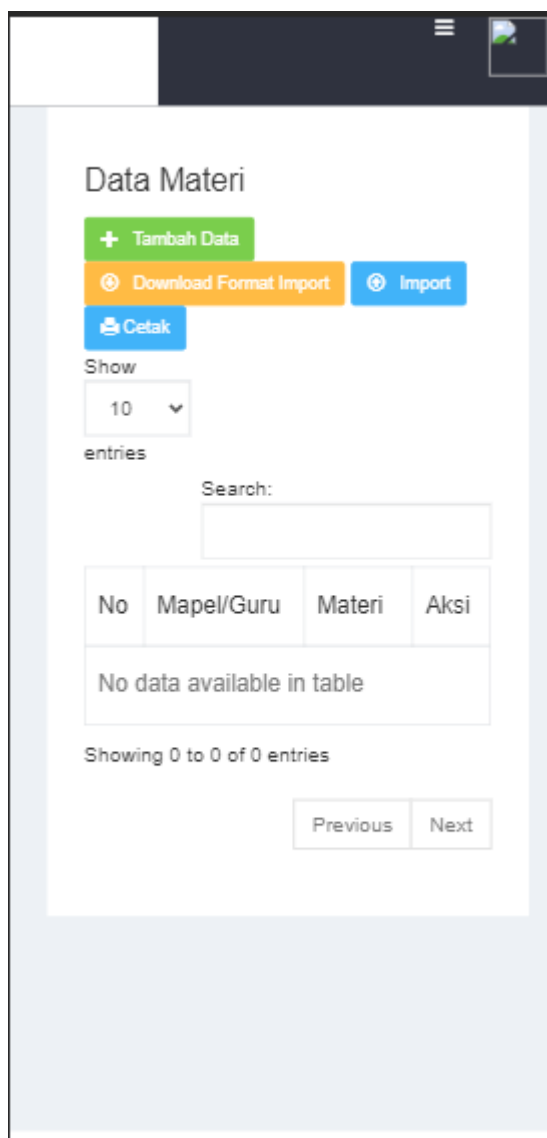 Data Materi
Tambah Data
Download Format Import Import
Cetak
Show
10
entries
Search:
No Mapel/Guru Materi Aksi
No data available in table
Showing 0 to 0 of 0 entries
Previous Next